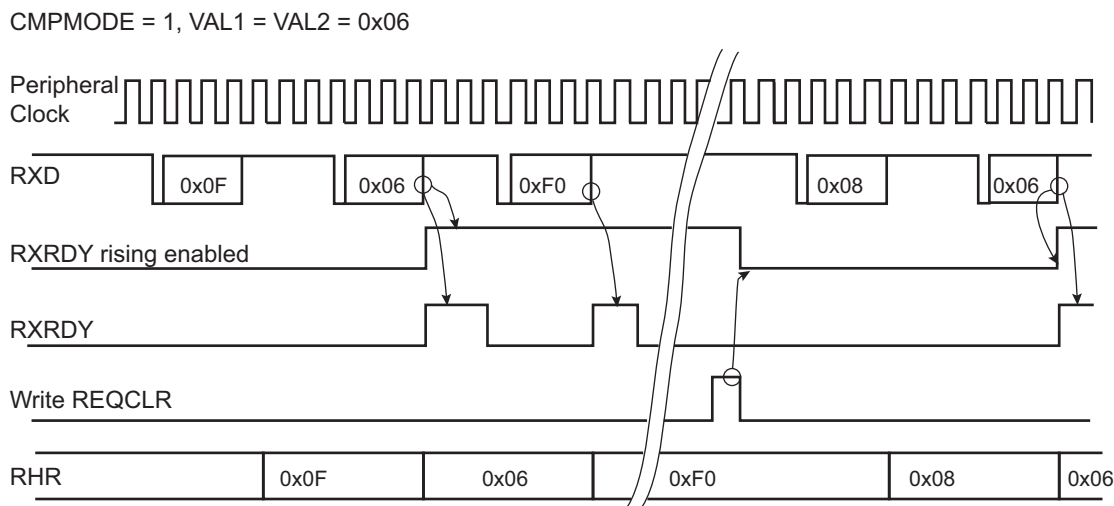 CMPMODE = 1, VAL1 = VAL2 = 0x06
Peripheral
Clock
RXD
0x0F
0x06
0xF0
0x08
0x06
RXRDY rising enabled
RXRDY
Write REQCLR
RHR
0x0F
0x06
0xF0
0x08
0x06